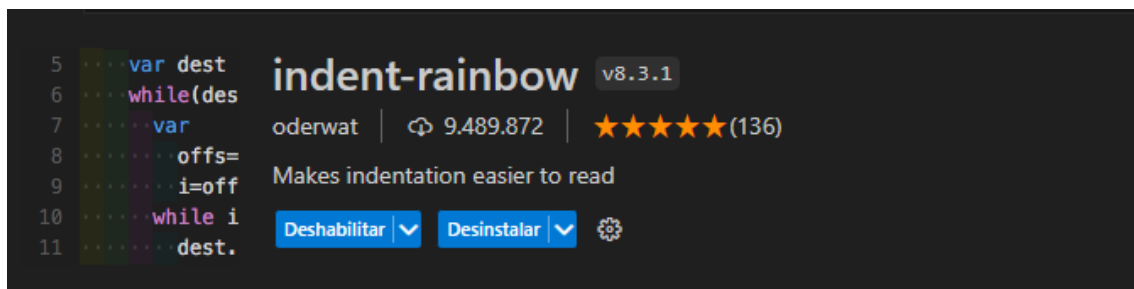 5 ····var dest
6 ····while(des
7 ······var
8 ········offs=
9 ········i=off
10 ······while i
11 ········dest.
indent-rainbow v8.3.1
oderwat 9.489.872 ★★★★★(136)
Makes indentation easier to read
Deshabilitar Desinstalar